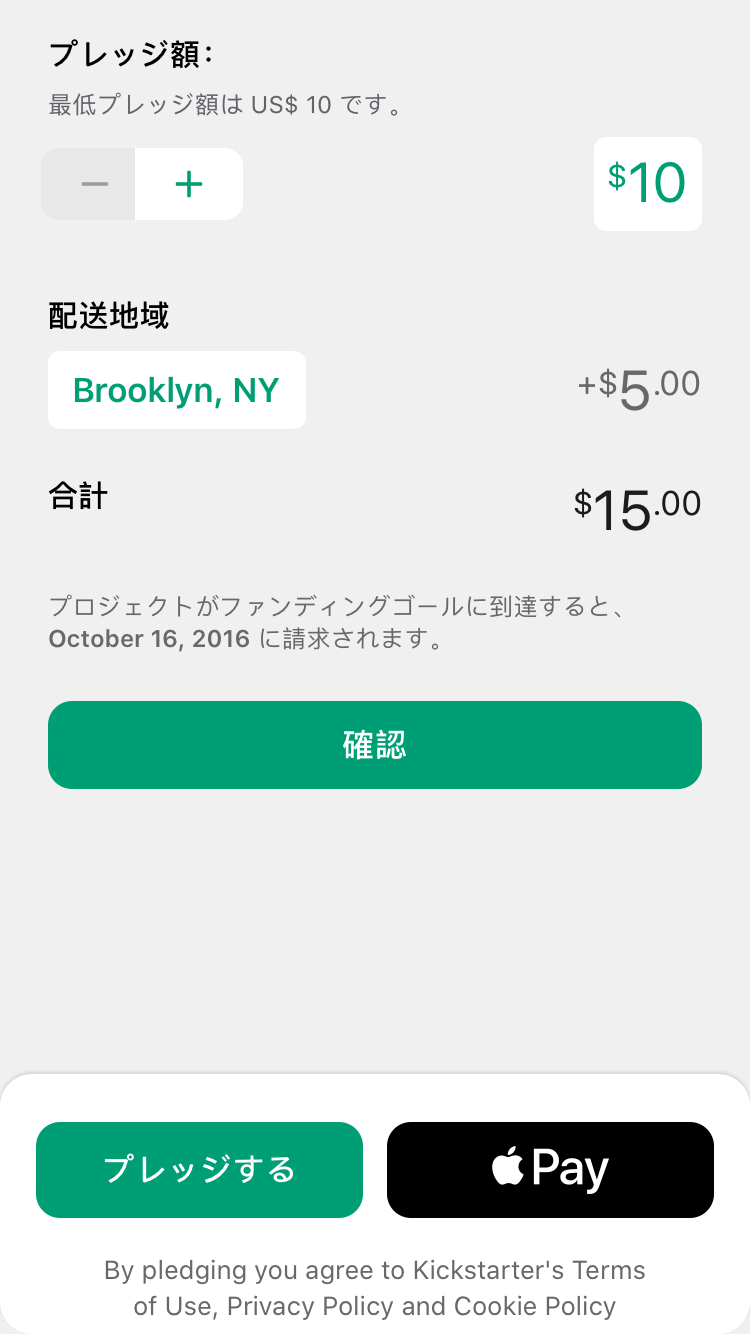 プレッジ額：
最低プレッジ額は US$ 10 です。
− +
$10
配送地域
Brooklyn, NY
+$5.00
合計
$15.00
プロジェクトがファンディングゴールに到達すると、
October 16, 2016 に請求されます。
確認
プレッジする
Pay
By pledging you agree to Kickstarter's Terms
of Use, Privacy Policy and Cookie Policy